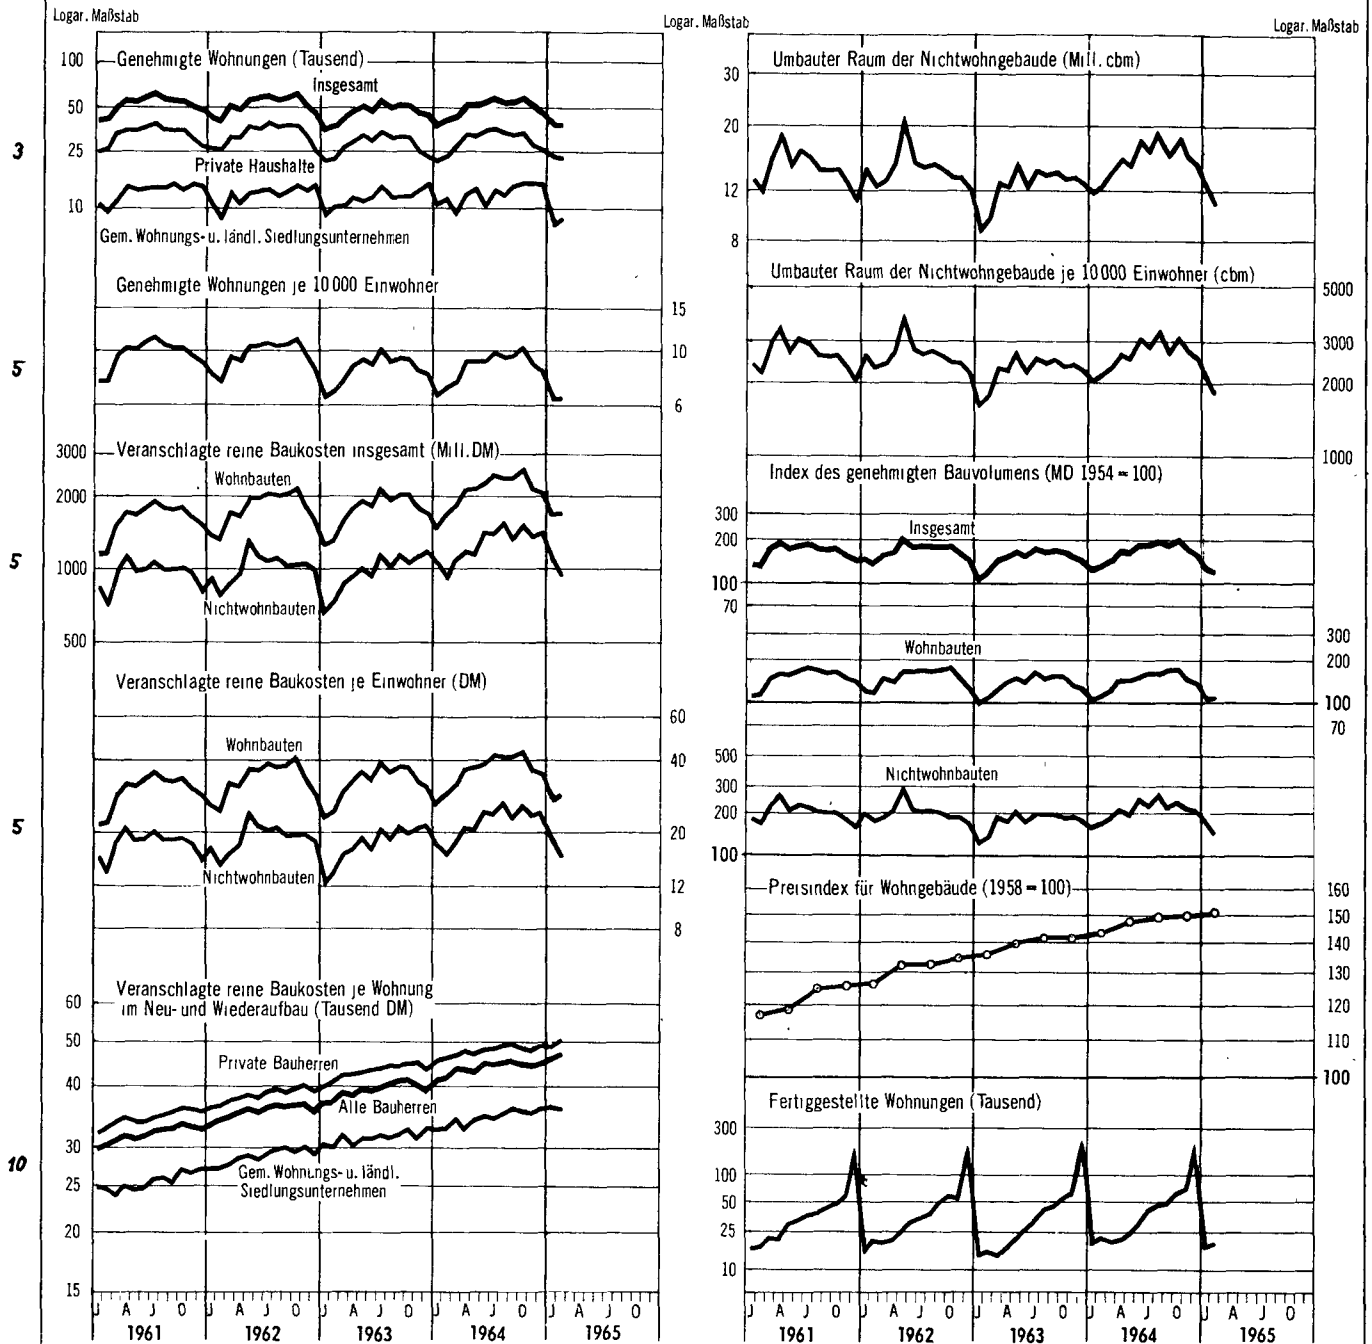 Logar. Maßstab
Logar. Maßstab
Logar. Maßstab
Genehmigte Wohnungen (Tausend)
100
Insgesamt
50
3
25
Private Haushalte
10
Gem. Wohnungs- u. ländl. Siedlungsunternehmen
Genehmigte Wohnungen je 10 000 Einwohner
15
10
5
6
Veranschlagte reine Baukosten insgesamt (Mill. DM)
3000
Wohnbauten
2000
5
1000
Nichtwohnbauten
500
Veranschlagte reine Baukosten je Einwohner (DM)
60
Wohnbauten
40
5
20
Nichtwohnbauten
12
8
Veranschlagte reine Baukosten je Wohnung
im Neu- und Wiederaufbau (Tausend DM)
60
50
Private Bauherren
40
Alle Bauherren
30
10
Gem. Wohnungs- u. ländl.
Siedlungsunternehmen
25
20
15
J A J O J A J O J A J O J A J O J A J O
1961 1962 1963 1964 1965
Umbauter Raum der Nichtwohngebaude (Mill. cbm)
30
20
12
8
Umbauter Raum der Nichtwohngebaude je 10 000 Einwohner (cbm)
5000
3000
2000
1000
Index des genehmigten Bauvolumens (MD 1954 = 100)
300
Insgesamt
200
100
70
300
Wohnbauten
200
100
70
500
Nichtwohnbauten
300
200
100
Preisindex für Wohngebäude (1958 = 100)
160
150
140
130
120
110
100
Fertiggestellte Wohnungen (Tausend)
300
100
50
25
10
J A J O J A J O J A J O J A J O J A J O
1961 1962 1963 1964 1965